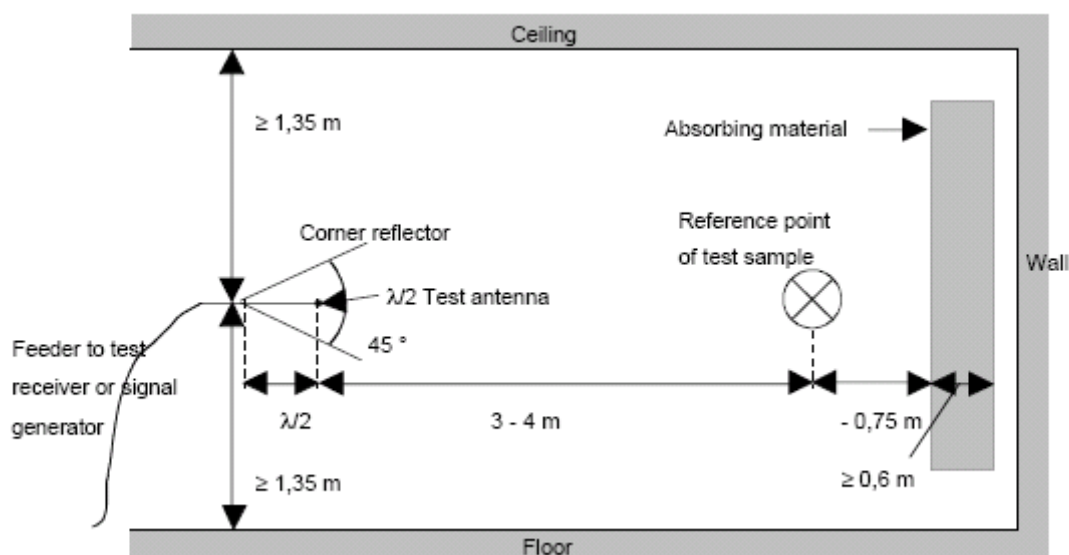 Ceiling
≥ 1,35 m
Absorbing material
Reference point
of test sample
Corner reflector
Wall
λ/2 Test antenna
45 °
Feeder to test
receiver or signal
generator
λ/2
3 - 4 m
- 0,75 m
≥ 0,6 m
≥ 1,35 m
Floor